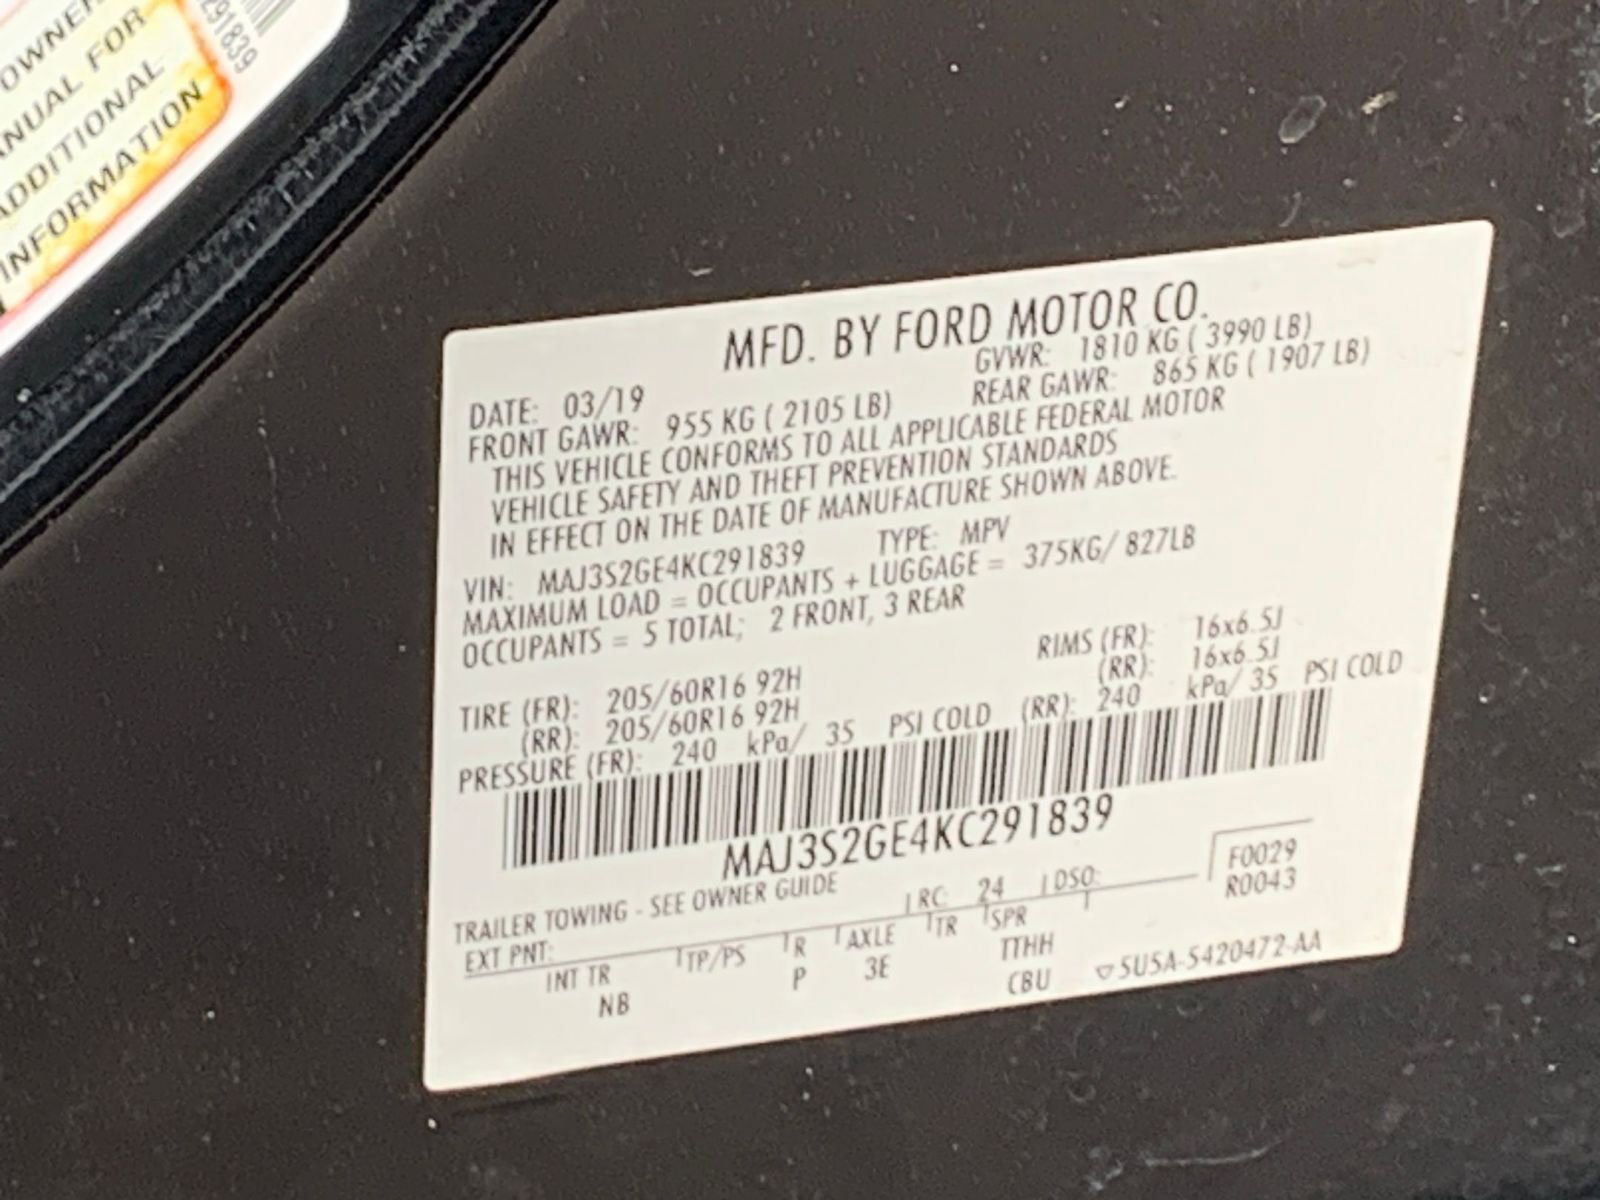 OWNER
ANUAL FOR
ADDITIONAL
INFORMATION
291839
MFD. BY FORD MOTOR CO.
DATE: 03/19 GVWR: 1810 KG ( 3990 LB)
FRONT GAWR: 955 KG ( 2105 LB) REAR GAWR: 865 KG ( 1907 LB)
THIS VEHICLE CONFORMS TO ALL APPLICABLE FEDERAL MOTOR
VEHICLE SAFETY AND THEFT PREVENTION STANDARDS
IN EFFECT ON THE DATE OF MANUFACTURE SHOWN ABOVE.
VIN: MAJ3S2GE4KC291839 TYPE: MPV
MAXIMUM LOAD = OCCUPANTS + LUGGAGE = 375KG/ 827LB
OCCUPANTS = 5 TOTAL; 2 FRONT, 3 REAR
TIRE (FR): 205/60R16 92H RIMS (FR): 16x6.5J
(RR): 205/60R16 92H (RR): 16x6.5J
PRESSURE (FR): 240 kPa/ 35 PSI COLD (RR): 240 kPa/ 35 PSI COLD
MAJ3S2GE4KC291839
TRAILER TOWING - SEE OWNER GUIDE
F0029
R0043
EXT PNT: RC: 24 DSO:
INT TR TP/PS R AXLE TR SPR
NB P 3E TTHH
CBU ▽ 5U5A-5420472-AA